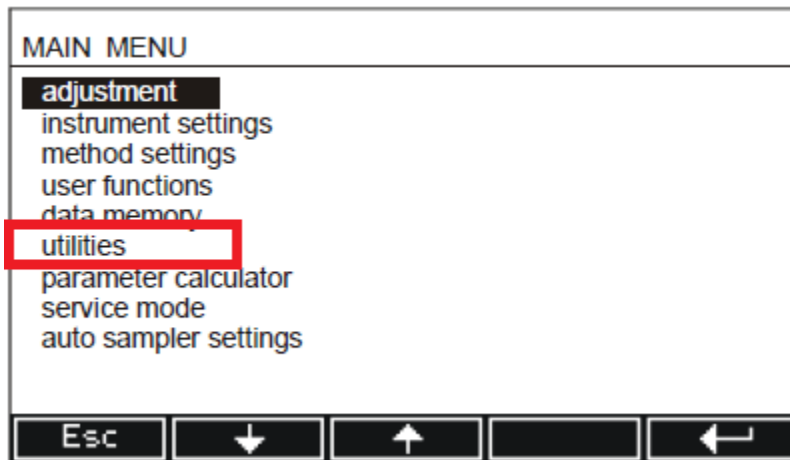 MAIN MENU
adjustment
instrument settings
method settings
user functions
data memory
utilities
parameter calculator
service mode
auto sampler settings
Esc ↓ ↑ ↵